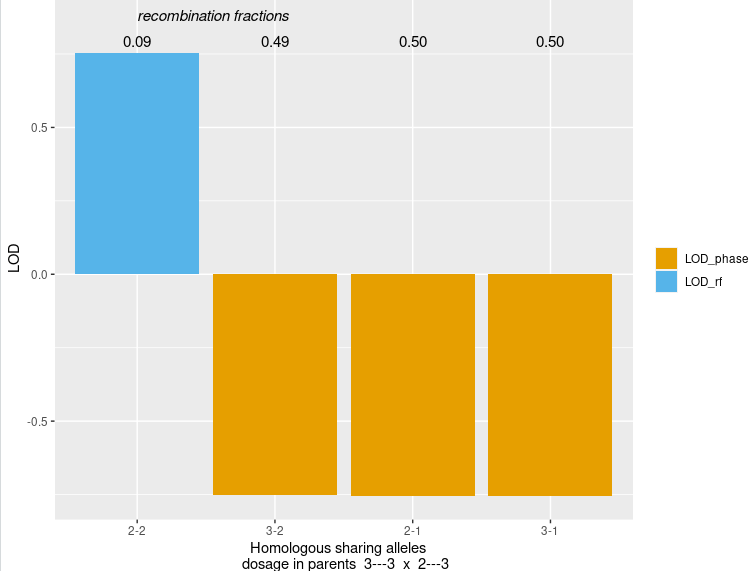 recombination fractions
0.09 0.49 0.50 0.50
0.5
0.0
-0.5
LOD
2-2 3-2 2-1 3-1
Homologous sharing alleles
dosage in parents 3---3 x 2---3
LOD_phase
LOD_rf